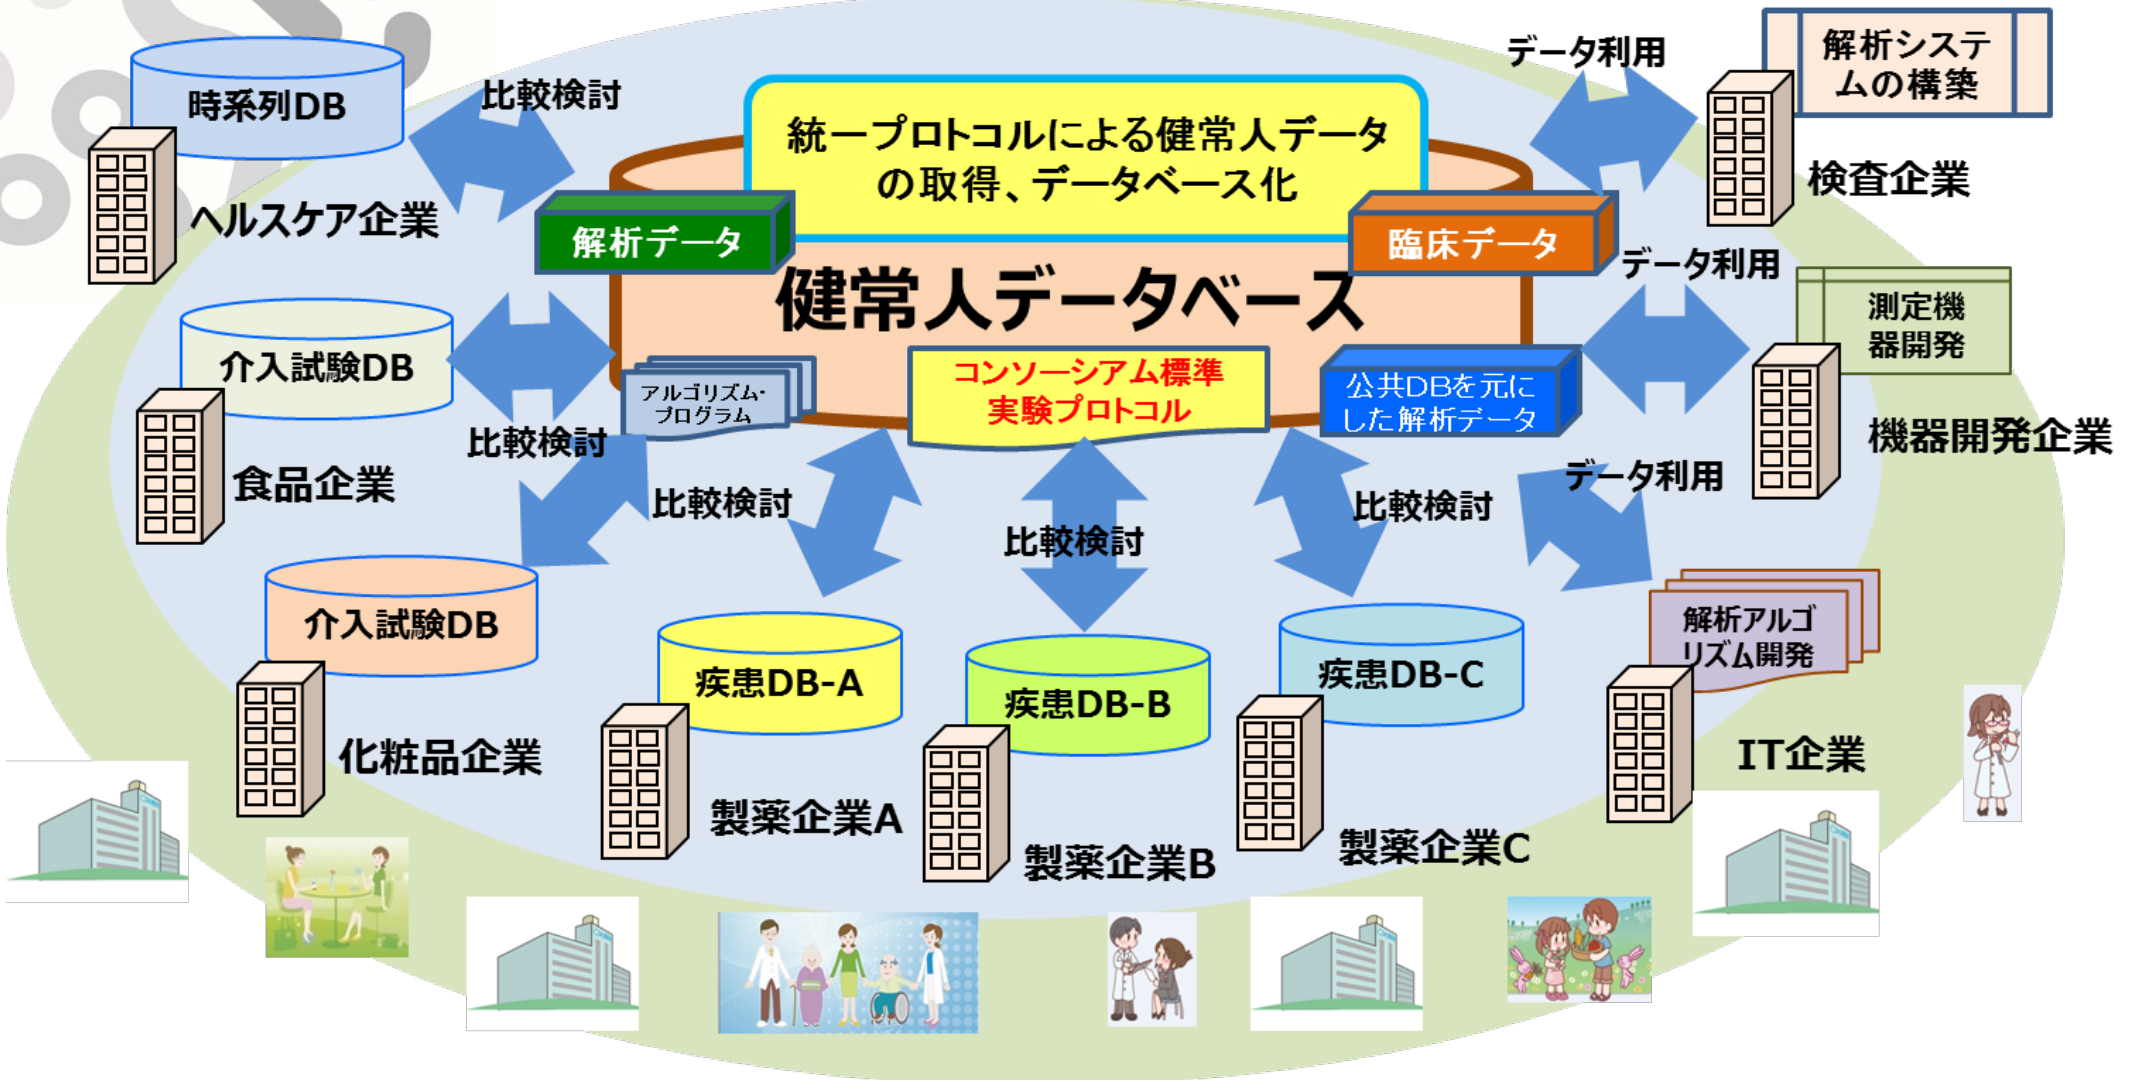 時系列DB
ヘルスケア企業
比較検討
統一プロトコルによる健常人データ
の取得、データベース化
解析データ
臨床データ
健常人データベース
アルゴリズム・
プログラム
コンソーシアム標準
実験プロトコル
公共DBを元に
した解析データ
データ利用
解析システ
ムの構築
検査企業
データ利用
測定機
器開発
機器開発企業
介入試験DB
食品企業
比較検討
比較検討
比較検討
比較検討
データ利用
介入試験DB
化粧品企業
疾患DB-A
製薬企業A
疾患DB-B
製薬企業B
疾患DB-C
製薬企業C
解析アルゴ
リズム開発
IT企業